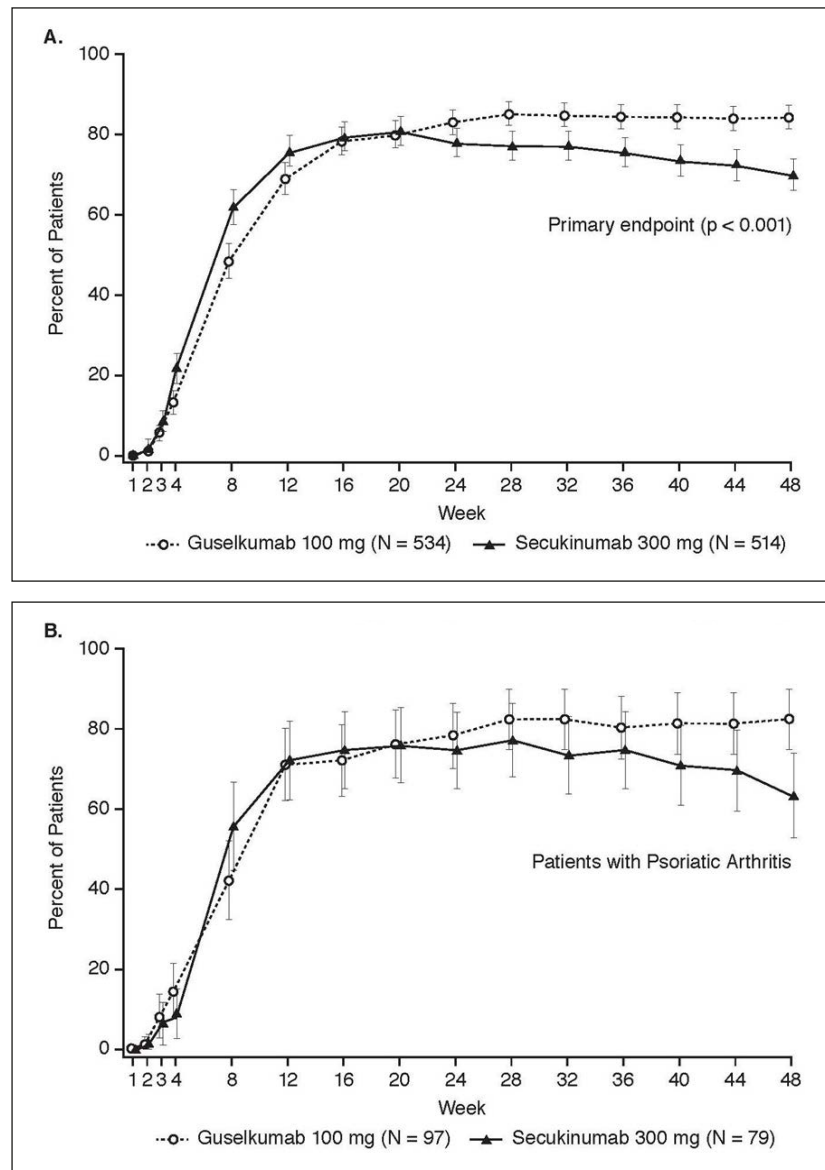 A.
100
80
60
40
20
0
Percent of Patients
Primary endpoint (p < 0.001)
1 2 3 4 8 12 16 20 24 28 32 36 40 44 48
Week
Guselkumab 100 mg (N = 534) Secukinumab 300 mg (N = 514)
B.
100
80
60
40
20
0
Percent of Patients
Patients with Psoriatic Arthritis
1 2 3 4 8 12 16 20 24 28 32 36 40 44 48
Week
Guselkumab 100 mg (N = 97) Secukinumab 300 mg (N = 79)